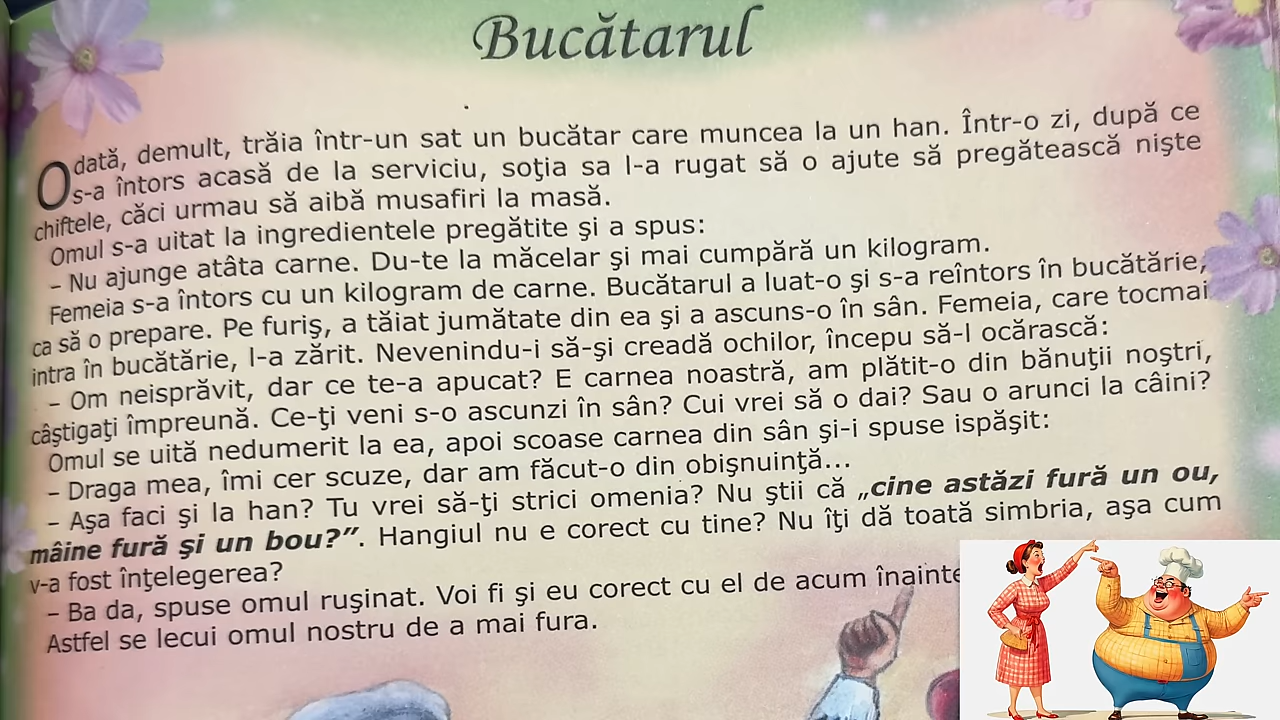 Bucătarul
Odată, demult, trăia într-un sat un bucătar care muncea la un han. Într-o zi, după ce
s-a întors acasă de la serviciu, soţia sa l-a rugat să o ajute să pregătească nişte
chiftele, căci urmau să aibă musafiri la masă.
Omul s-a uitat la ingredientele pregătite şi a spus:
– Nu ajunge atâta carne. Du-te la măcelar şi mai cumpără un kilogram.
Femeia s-a întors cu un kilogram de carne. Bucătarul a luat-o şi s-a reîntors în bucătărie,
ca să o prepare. Pe furiş, a tăiat jumătate din ea şi a ascuns-o în sân. Femeia, care tocmai
intra în bucătărie, l-a zărit. Nevenindu-i să-şi creadă ochilor, începu să-l ocărască:
– Om neisprăvit, dar ce te-a apucat? E carnea noastră, am plătit-o din bănuţii noştri,
câştigaţi împreună. Ce-ţi veni s-o ascunzi în sân? Cui vrei să o dai? Sau o arunci la câini?
Omul se uită nedumerit la ea, apoi scoase carnea din sân şi-i spuse ispăşit:
– Draga mea, îmi cer scuze, dar am făcut-o din obişnuinţă...
– Aşa faci şi la han? Tu vrei să-ţi strici omenia? Nu ştii că „cine astăzi fură un ou,
mâine fură şi un bou?”. Hangiul nu e corect cu tine? Nu îţi dă toată simbria, aşa cum
v-a fost înţelegerea?
– Ba da, spuse omul ruşinat. Voi fi şi eu corect cu el de acum înainte
Astfel se lecui omul nostru de a mai fura.